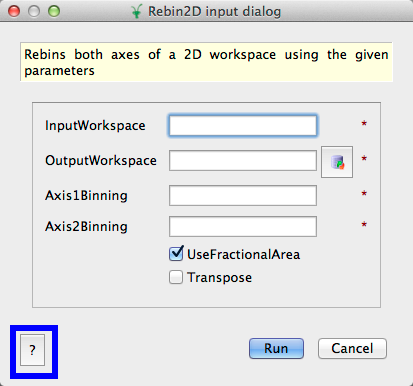 Rebin2D input dialog
Rebins both axes of a 2D workspace using the given
parameters
InputWorkspace *
OutputWorkspace *
Axis1Binning *
Axis2Binning *
UseFractionalArea
Transpose
? Run Cancel